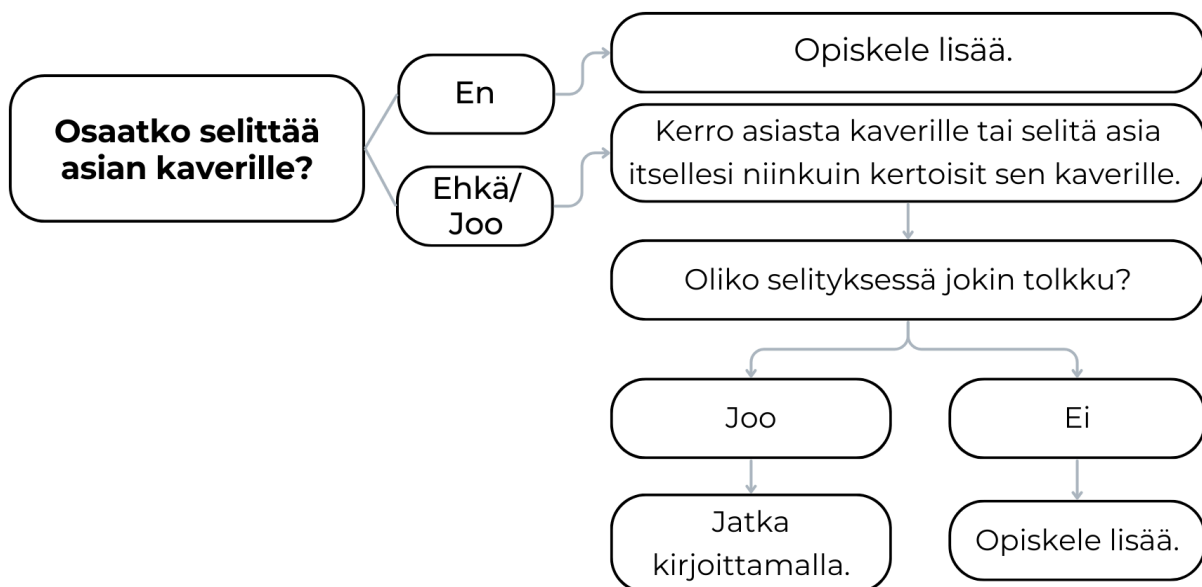 Osaatko selittää
asian kaverille?
En
Opiskele lisää.
Ehkä/
Joo
Kerro asiasta kaverille tai selitä asia
itsellesi niinkuin kertoisit sen kaverille.
Oliko selityksessä jokin tolkku?
Joo
Ei
Jatka
kirjoittamalla.
Opiskele lisää.